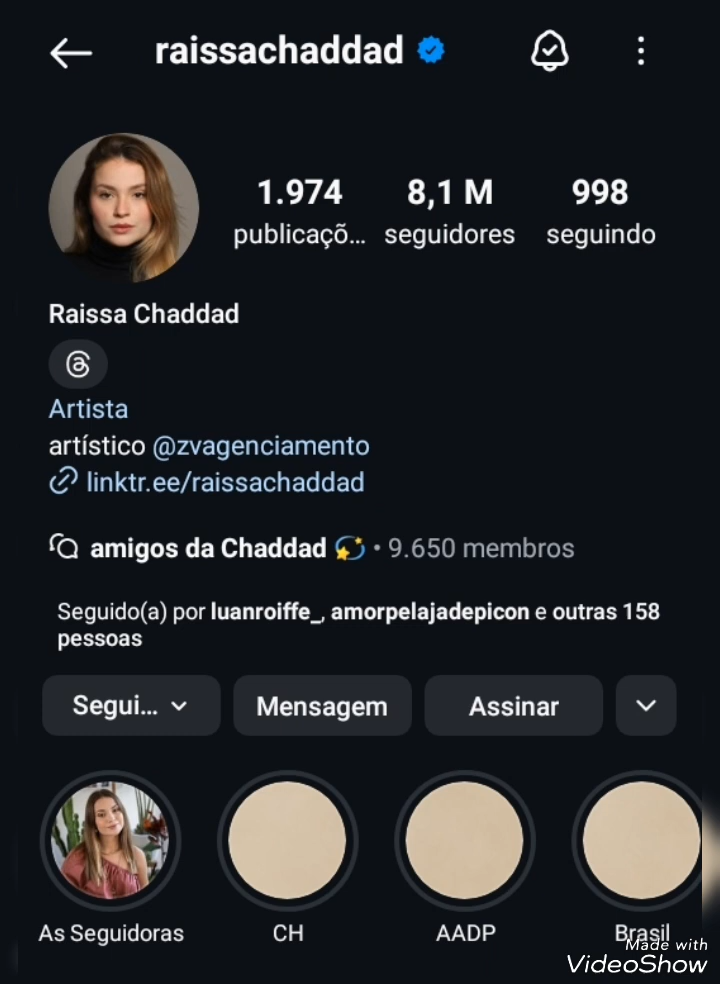 raissachaddad
1.974 8,1 M 998
publicaçõ... seguidores seguindo
Raissa Chaddad
Artista
artístico @zvagenciamento
linktr.ee/raissachaddad
amigos da Chaddad 💫 • 9.650 membros
Seguido(a) por luanroiffe_, amorpelajadepicon e outras 158
pessoas
Segui... Mensagem Assinar
As Seguidoras CH AADP Brasil
Made with
VideoShow